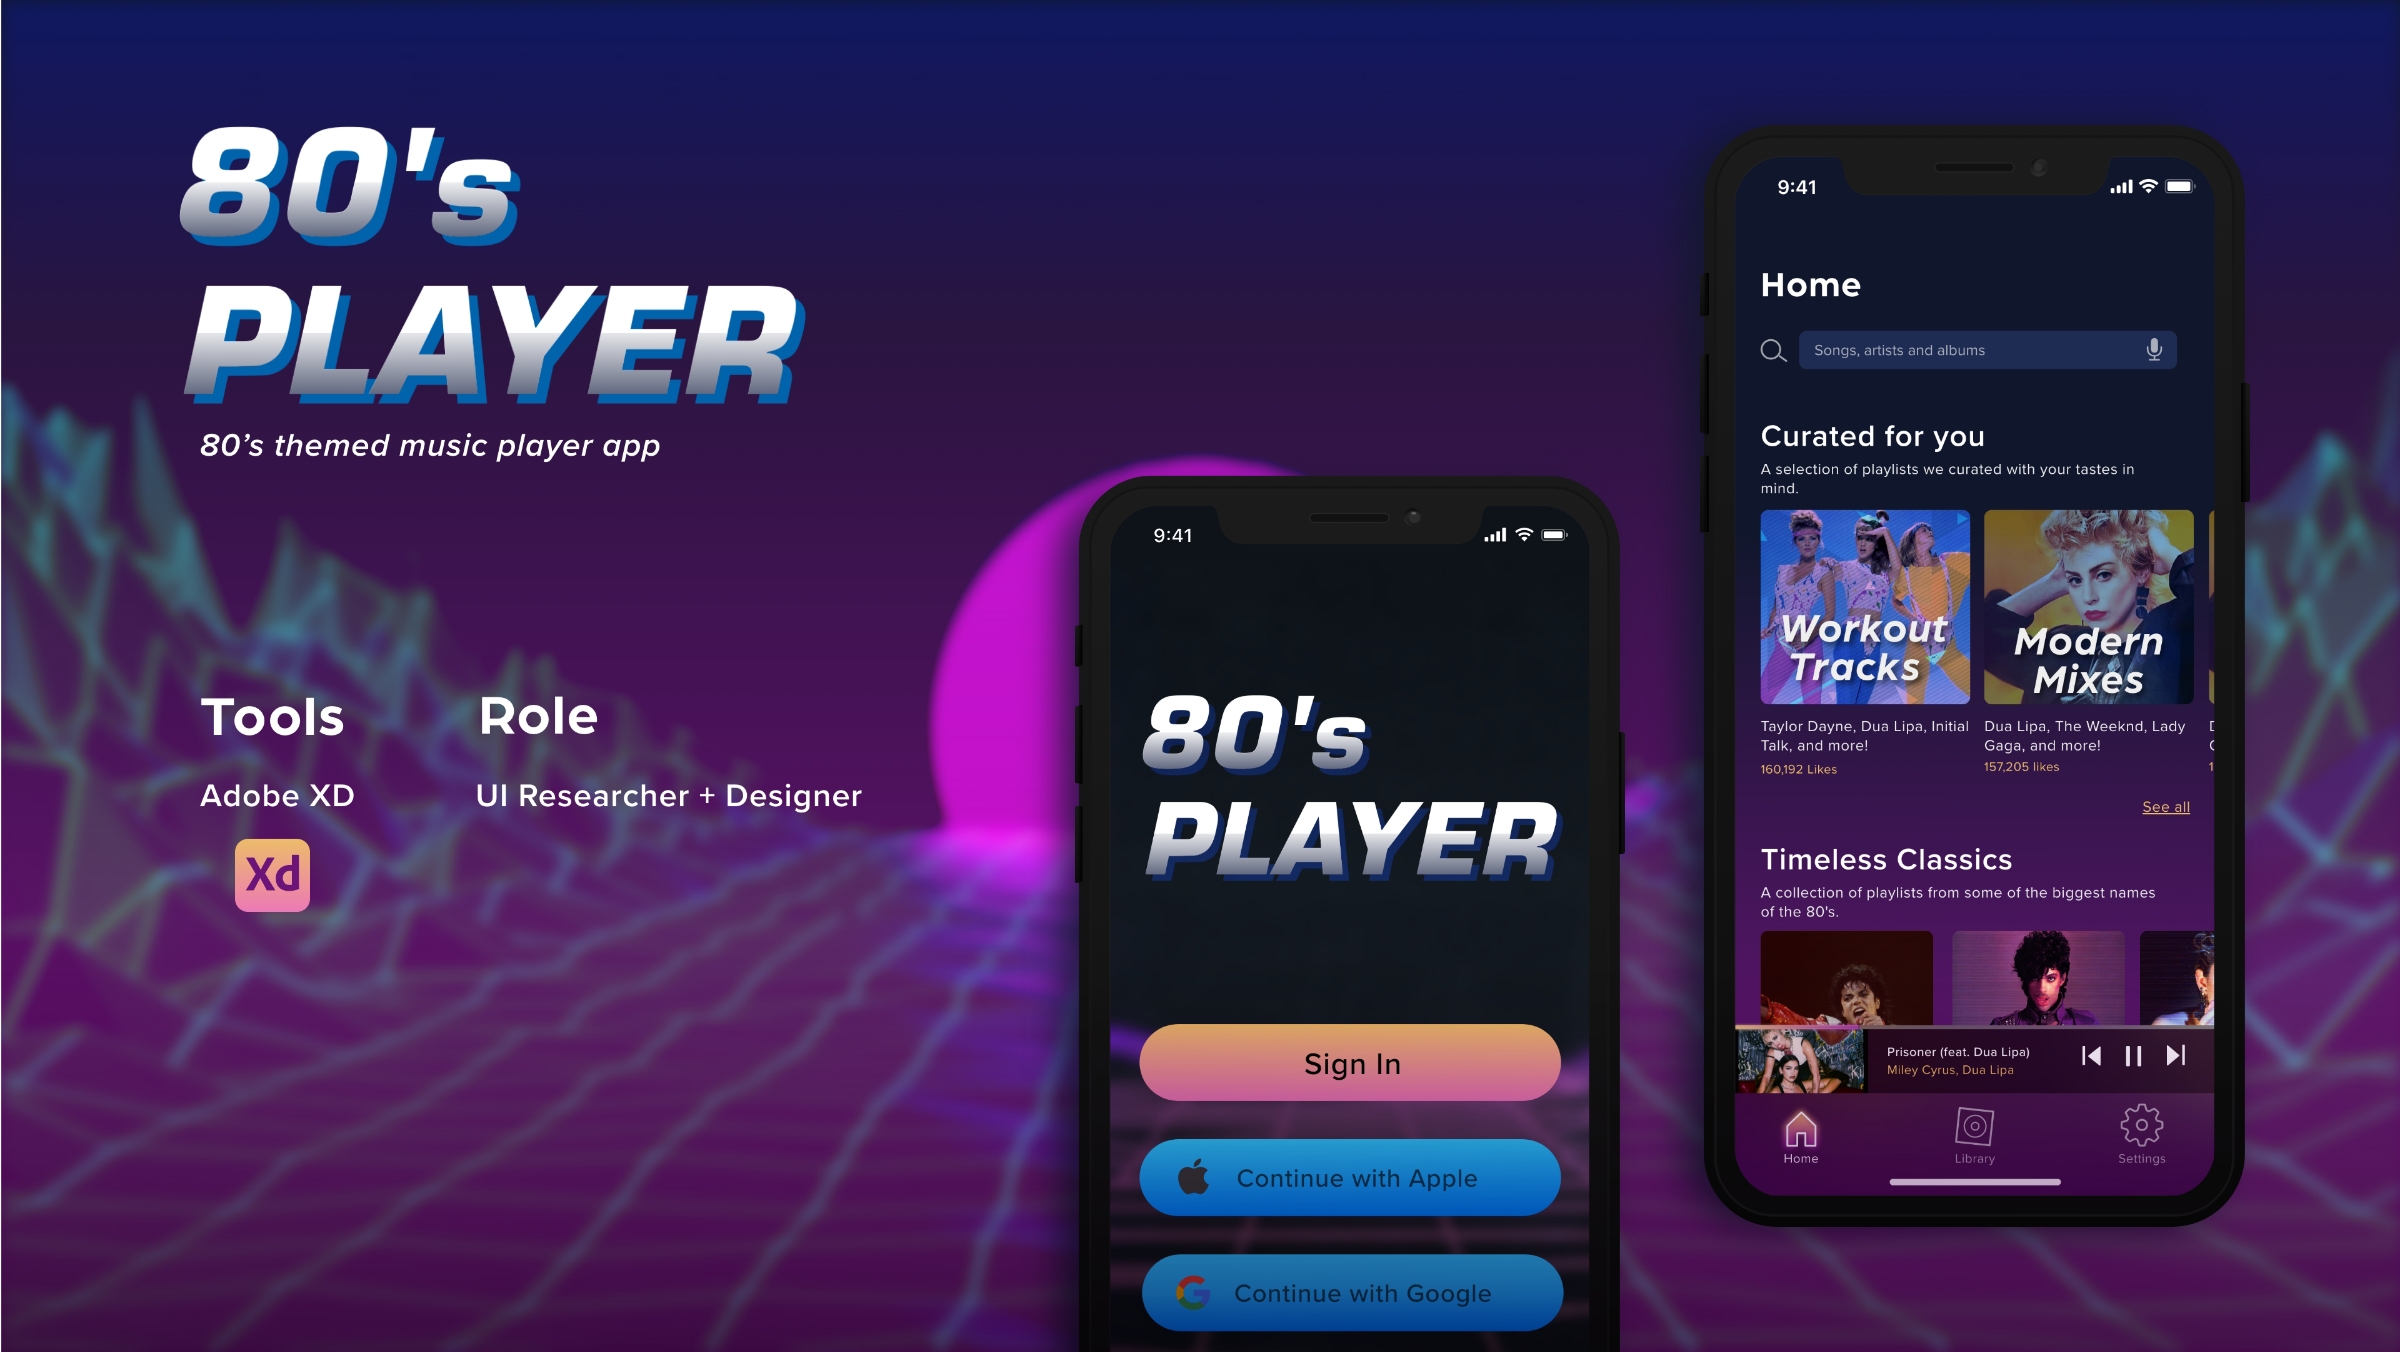 80's
PLAYER
80’s themed music player app
Tools
Role
Adobe XD
UI Researcher + Designer
Xd
9:41
80's
PLAYER
Sign In
Continue with Apple
Continue with Google
9:41
Home
Songs, artists and albums
Curated for you
A selection of playlists we curated with your tastes in
mind.
Workout
Tracks
Modern
Mixes
Taylor Dayne, Dua Lipa, Initial
Talk, and more!
160,192 Likes
Dua Lipa, The Weeknd, Lady
Gaga, and more!
157,205 likes
See all
Timeless Classics
A collection of playlists from some of the biggest names
of the 80's.
Prisoner (feat. Dua Lipa)
Miley Cyrus, Dua Lipa
Home
Library
Settings